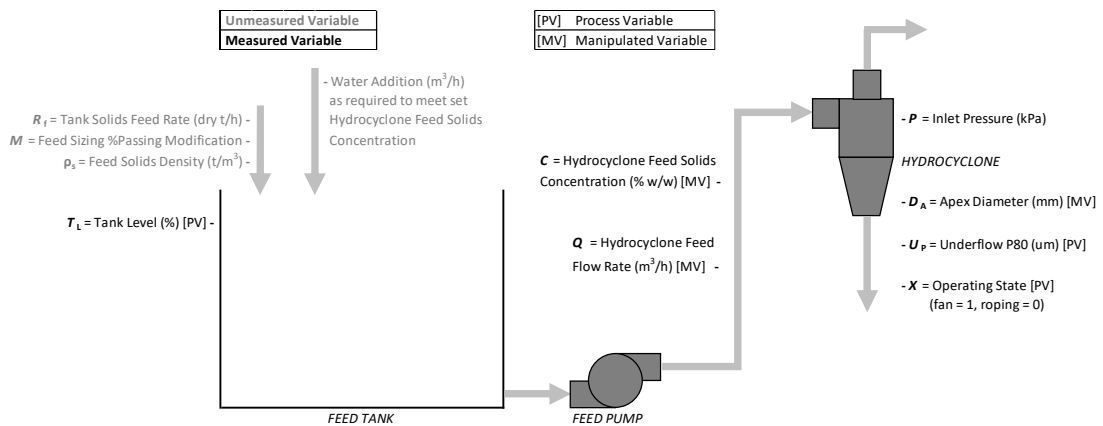 Unmeasured Variable
Measured Variable
[PV] Process Variable
[MV] Manipulated Variable
- Water Addition (m³/h)
as required to meet set
Hydrocyclone Feed Solids
Concentration
R f = Tank Solids Feed Rate (dry t/h) -
M = Feed Sizing %Passing Modification -
ρs = Feed Solids Density (t/m³) -
T L = Tank Level (%) [PV] -
C = Hydrocyclone Feed Solids
Concentration (% w/w) [MV] -
Q = Hydrocyclone Feed
Flow Rate (m³/h) [MV] -
- P = Inlet Pressure (kPa)
HYDROCYCLONE
- D A = Apex Diameter (mm) [MV]
- U P = Underflow P80 (um) [PV]
- X = Operating State [PV]
(fan = 1, roping = 0)
FEED TANK
FEED PUMP